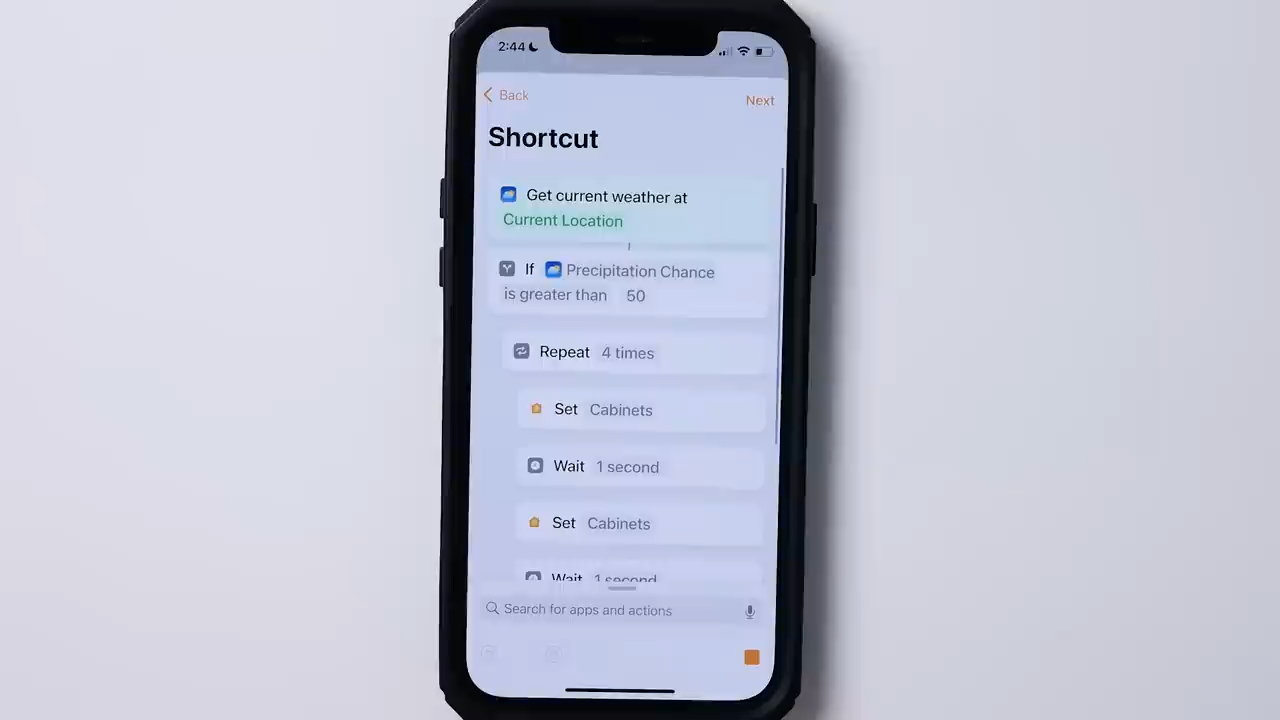 2:44
Back
Next
Shortcut
Get current weather at
Current Location
If Precipitation Chance
is greater than 50
Repeat 4 times
Set Cabinets
Wait 1 second
Set Cabinets
Wait 1 second
Search for apps and actions